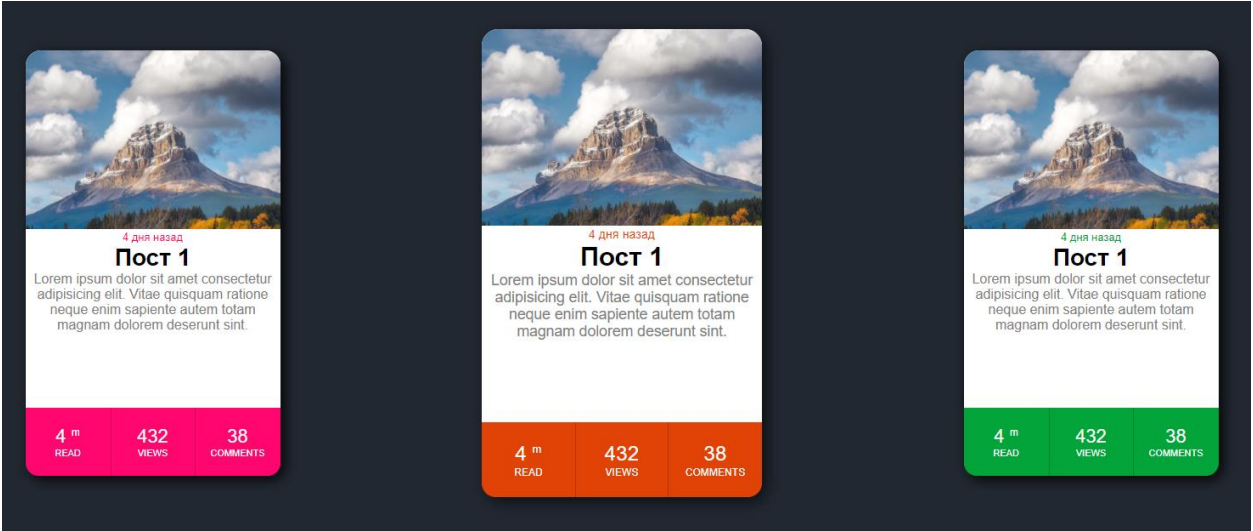 4 дня назад
Пост 1
Lorem ipsum dolor sit amet consectetur
adipisicing elit. Vitae quisquam ratione
neque enim sapiente autem totam
magnam dolorem deserunt sint.
4 m
READ
432
VIEWS
38
COMMENTS
4 дня назад
Пост 1
Lorem ipsum dolor sit amet consectetur
adipisicing elit. Vitae quisquam ratione
neque enim sapiente autem totam
magnam dolorem deserunt sint.
4 m
READ
432
VIEWS
38
COMMENTS
4 дня назад
Пост 1
Lorem ipsum dolor sit amet consectetur
adipisicing elit. Vitae quisquam ratione
neque enim sapiente autem totam
magnam dolorem deserunt sint.
4 m
READ
432
VIEWS
38
COMMENTS